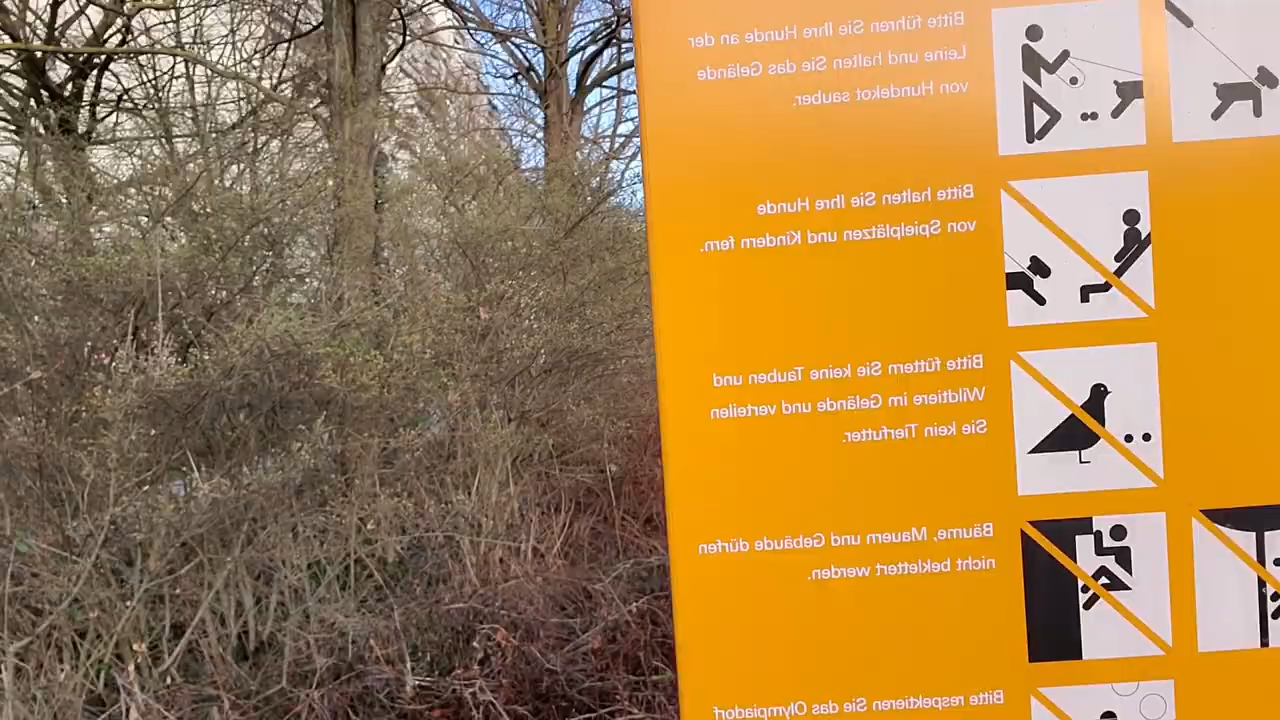 Bitte führen Sie Ihre Hunde an der
Leine und halten Sie das Gelände
von Hundekot sauber.
Bitte halten Sie Ihre Hunde
von Spielplätzen und Kindern fern.
Bitte füttern Sie keine Tauben und
Wildtiere im Gelände und verteilen
Sie kein Tierfutter.
Bäume, Mauern und Gebäude dürfen
nicht beklettert werden.
Bitte respektieren Sie das Olympiadorf